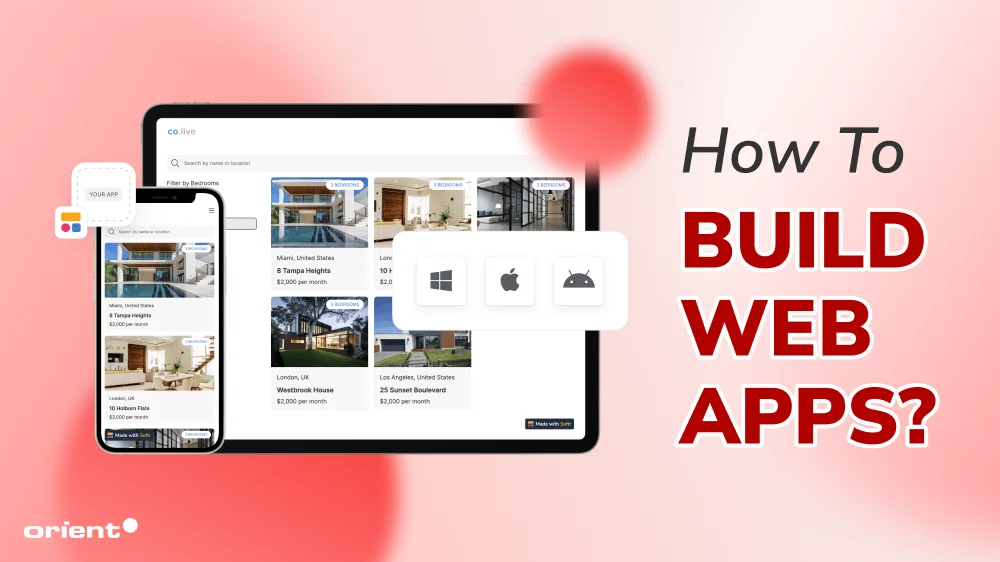 How To
BUILD
WEB
APPS?
co.live
Search by name or location
Filter by Bedrooms
3 BEDROOMS
Miami, United States
8 Tampa Heights
$2,000 per month
3 BEDROOMS
3 BEDROOMS
3 BEDROOMS
London, UK
Westbrook House
$2,000 per month
Los Angeles, United States
25 Sunset Boulevard
$2,000 per month
Made with Softr
YOUR APP
Search by name or location
3 BEDROOMS
Miami, United States
8 Tampa Heights
$2,000 per month
3 BEDROOMS
London, UK
10 Holborn Flats
$2,000 per month
3 BEDROOMS
Made with Softr
orient